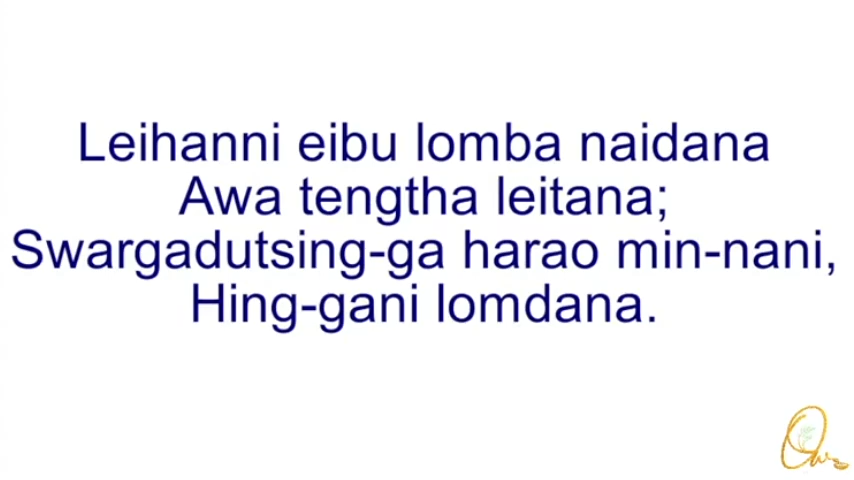 Leihanni eibu lomba naidana
Awa tengtha leitana;
Swargadutsing-ga harao min-nani,
Hing-gani lomdana.